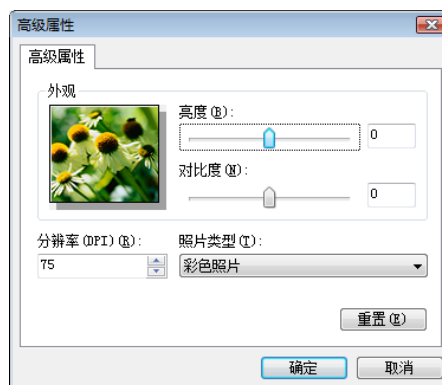 高级属性
高级属性
外观
亮度(B):
0
对比度(N):
0
分辨率(DPI)(R): 照片类型(T):
75 彩色照片
重置(E)
确定 取消